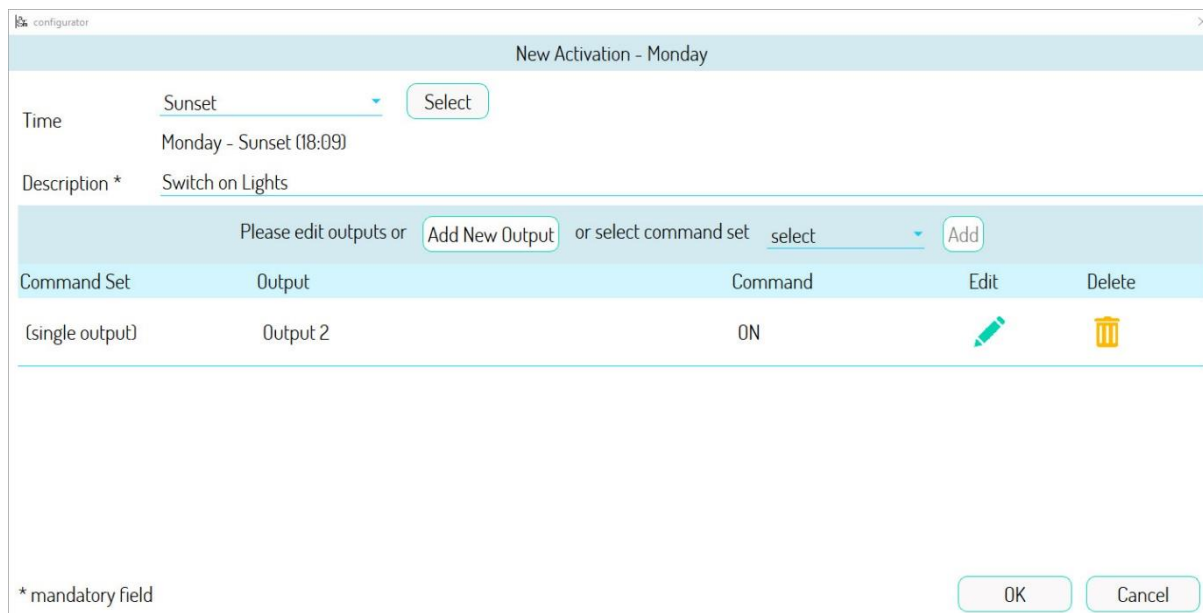 configurator
New Activation - Monday
Time Sunset Select
Monday - Sunset (18:09)
Description * Switch on Lights
Please edit outputs or Add New Output or select command set select Add
Command Set Output Command Edit Delete
(single output) Output 2 ON
* mandatory field OK Cancel